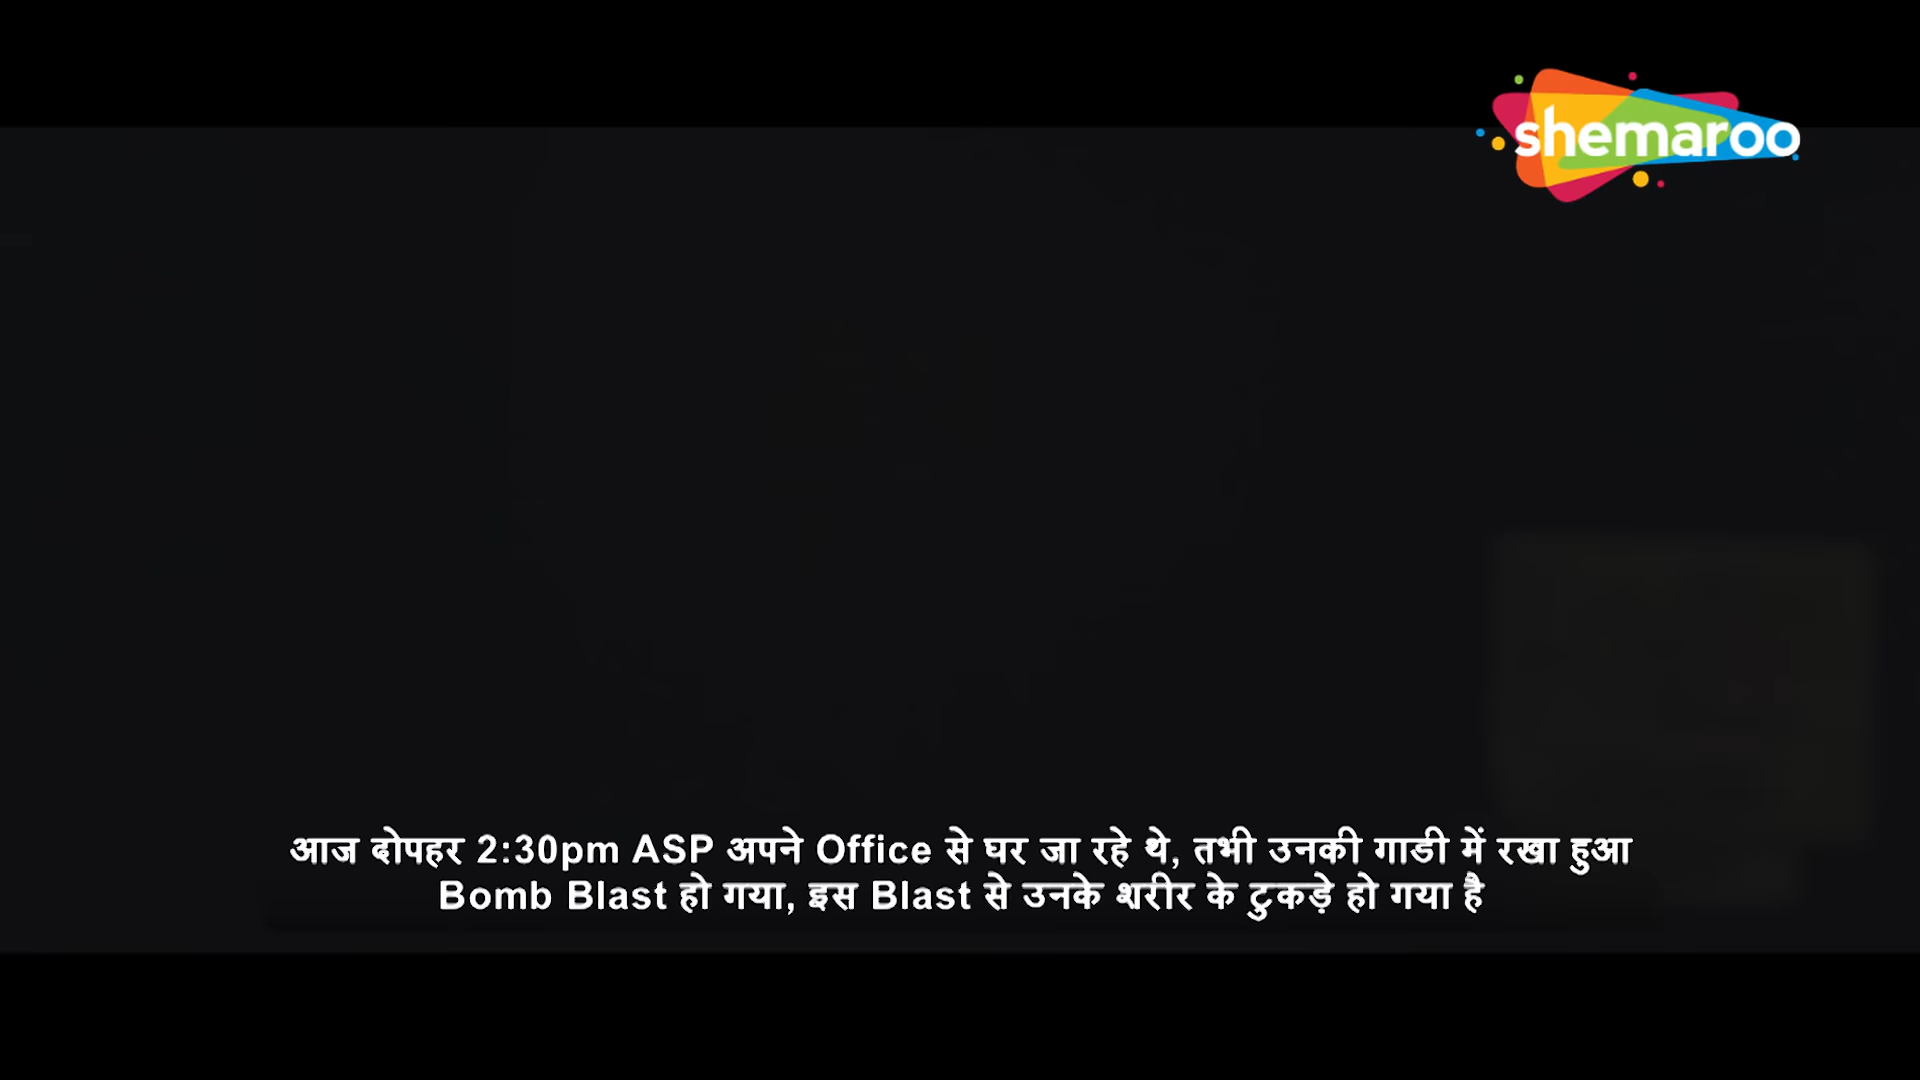 shemaroo
आज दोपहर 2:30pm ASP अपने Office से घर जा रहे थे, तभी उनकी गाडी में रखा हुआ
Bomb Blast हो गया, इस Blast से उनके शरीर के टुकड़े हो गया है